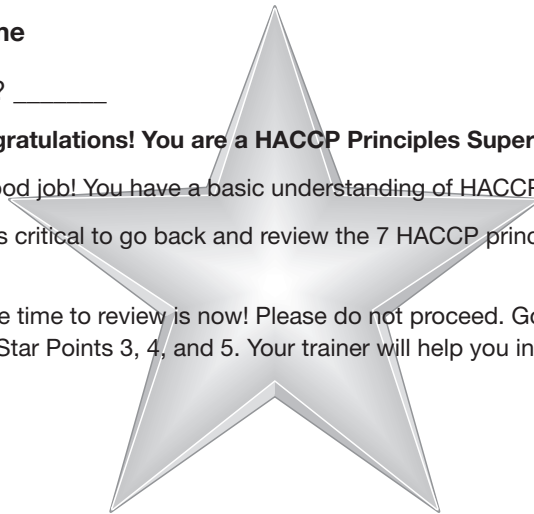 ne
? _______
gratulations! You are a HACCP Principles Super
ood job! You have a basic understanding of HACCP
s critical to go back and review the 7 HACCP princ
e time to review is now! Please do not proceed. Go
Star Points 3, 4, and 5. Your trainer will help you in